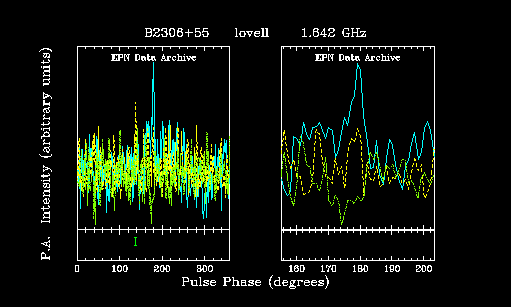 B2306+55 lovell 1.642 GHz
EPN Data Archive EPN Data Archive
P.A. Intensity (arbitrary units)
0 100 200 300 160 170 180 190 200
Pulse Phase (degrees)